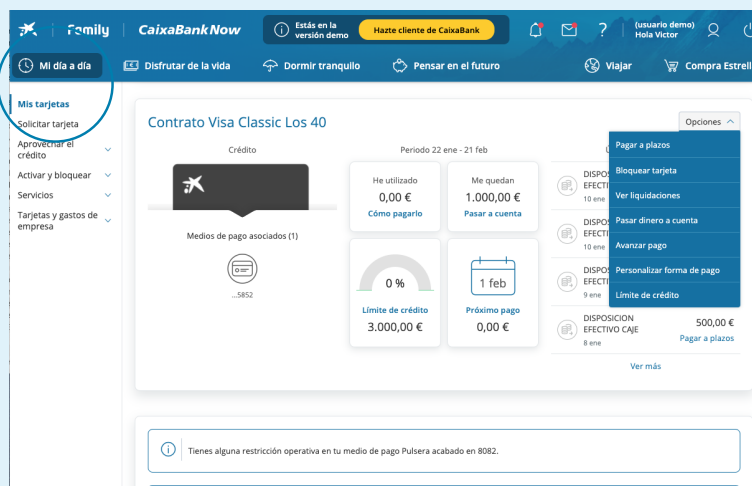 Family
CaixaBankNow
Estás en la
versión demo
Hazte cliente de CaixaBank
?
(usuario demo)
Hola Victor
Mi día a día
Disfrutar de la vida
Dormir tranquilo
Pensar en el futuro
Viajar
Compra Estrell
Mis tarjetas
Solicitar tarjeta
Aprovechar el
crédito
Activar y bloquear
Servicios
Tarjetas y gastos de
empresa
Contrato Visa Classic Los 40
Opciones
Crédito
Medios de pago asociados (1)
...5852
Periodo 22 ene - 21 feb
He utilizado
0,00 €
Cómo pagarlo
Me quedan
1.000,00 €
Pasar a cuenta
0 %
Límite de crédito
3.000,00 €
1 feb
Próximo pago
0,00 €
DISPOS
EFECTI
10 ene
DISPOS
EFECTI
10 ene
DISPOS
EFECTI
9 ene
DISPOSICION
EFECTIVO CAJE
8 ene
500,00 €
Pagar a plazos
Ver más
Pagar a plazos
Bloquear tarjeta
Ver liquidaciones
Pasar dinero a cuenta
Avanzar pago
Personalizar forma de pago
Límite de crédito
Tienes alguna restricción operativa en tu medio de pago Pulsera acabado en 8082.